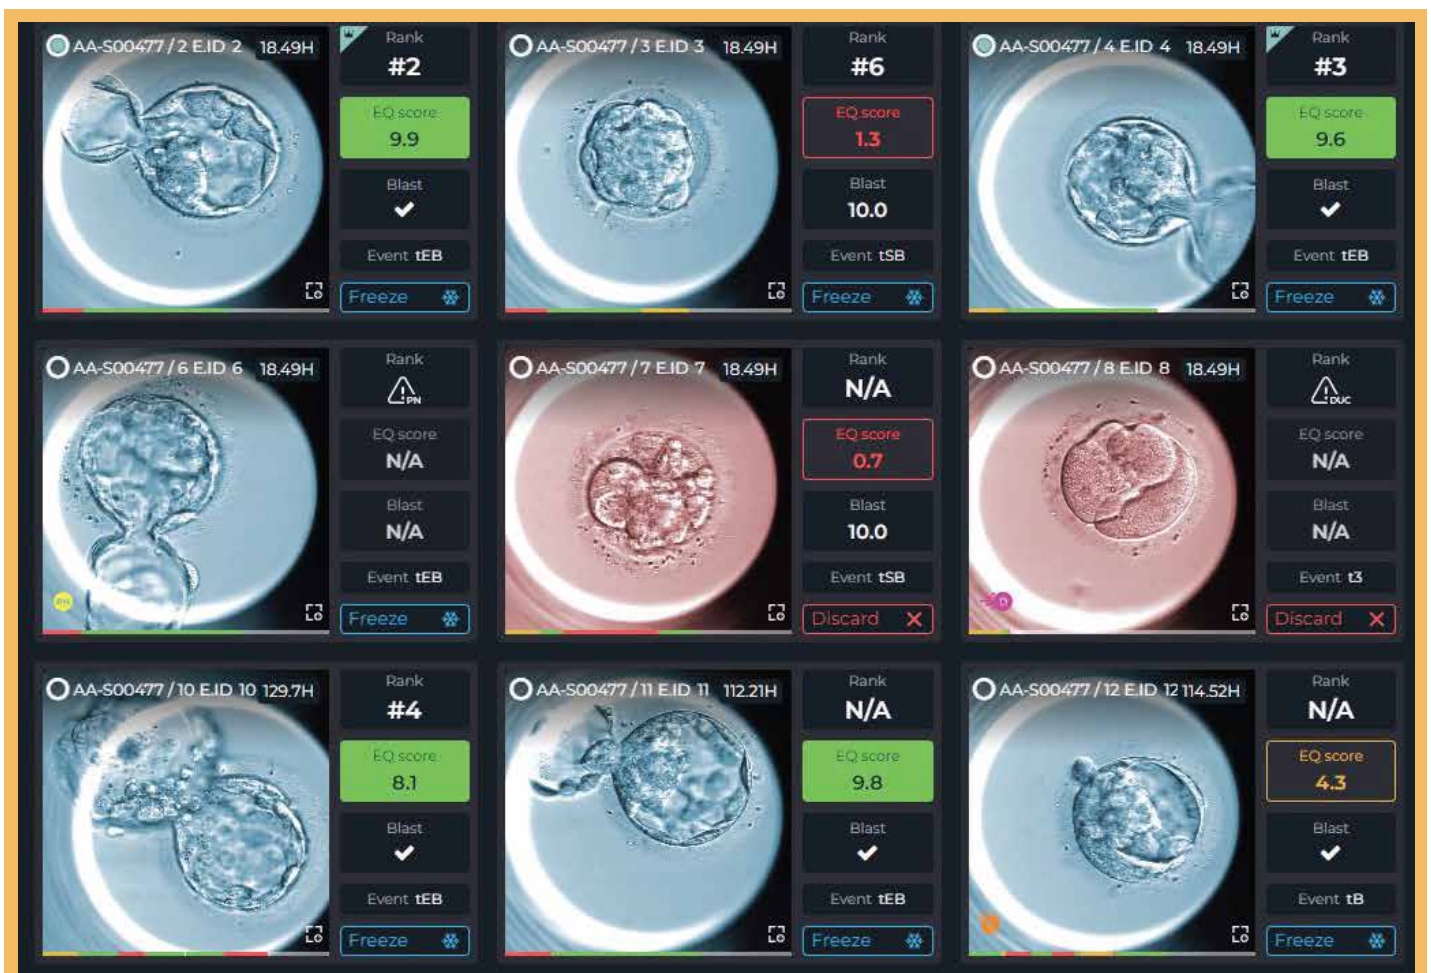 AA-S00477 / 2 E.ID 2 18.49H
Rank
#2
EQ score
9.9
Blast
Event tEB
Freeze
AA-S00477 / 3 E.ID 3 18.49H
Rank
#6
EQ score
1.3
Blast
10.0
Event tSB
Freeze
AA-S00477 / 4 E.ID 4 18.49H
Rank
#3
EQ score
9.6
Blast
Event tEB
Freeze
AA-S00477 / 6 E.ID 6 18.49H
Rank
PN
EQ score
N/A
Blast
N/A
Event tEB
PN
Freeze
AA-S00477 / 7 E.ID 7 18.49H
Rank
N/A
EQ score
0.7
Blast
10.0
Event tSB
Discard
AA-S00477 / 8 E.ID 8 18.49H
Rank
DUC
EQ score
N/A
Blast
N/A
Event t3
D
Discard
AA-S00477 / 10 E.ID 10 129.7H
Rank
#4
EQ score
8.1
Blast
Event tEB
Freeze
AA-S00477 / 11 E.ID 11 112.21H
Rank
N/A
EQ score
9.8
Blast
Event tEB
Freeze
AA-S00477 / 12 E.ID 12 114.52H
Rank
N/A
EQ score
4.3
Blast
Event tB
Freeze